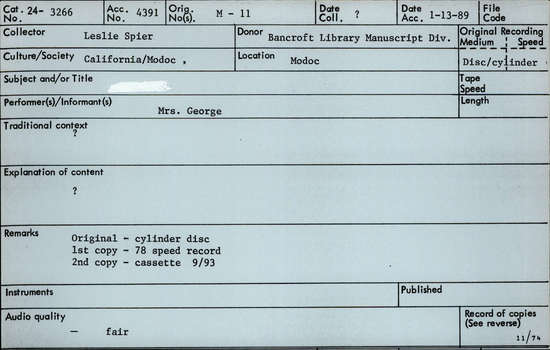 Cat. 24- 3266
No.
Acc. 4391
No.
Orig. M - 11
No(s).
Date ?
Coll.
Date
Acc. 1-13-89
File
Code
Collector
Leslie Spier
Donor
Bancroft Library Manuscript Div.
Original Recording
Medium Speed
Culture/Society
California/Modoc
Location
Modoc
Disc/cylinder
Subject and/or Title
Tape
Speed
Performer(s)/Informant(s)
Mrs. George
Length
Traditional context
?
Explanation of content
?
Remarks
Original - cylinder disc
1st copy - 78 speed record
2nd copy - cassette 9/93
Instruments
Published
Audio quality
— fair
Record of copies
(See reverse)
11/74